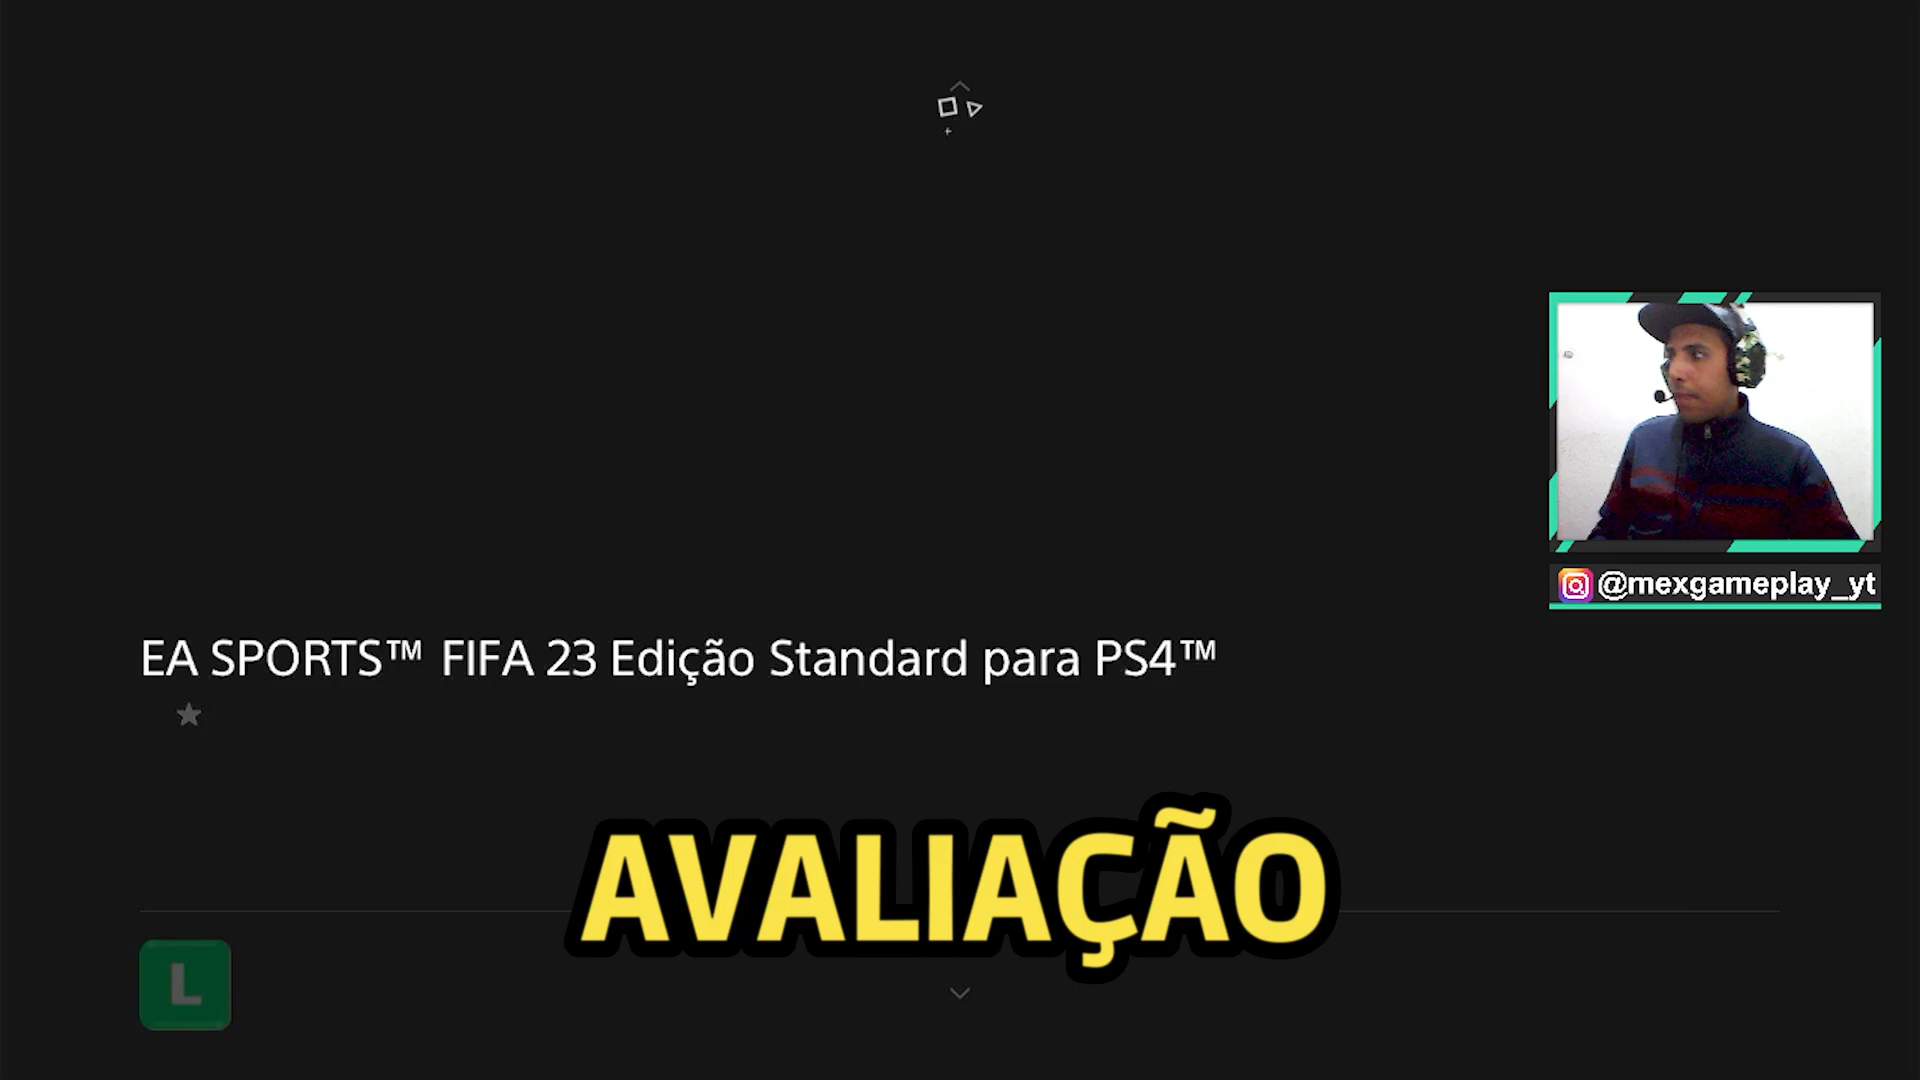 @mexgameplay_yt
EA SPORTS™ FIFA 23 Edição Standard para PS4™
AVALIAÇÃO
L